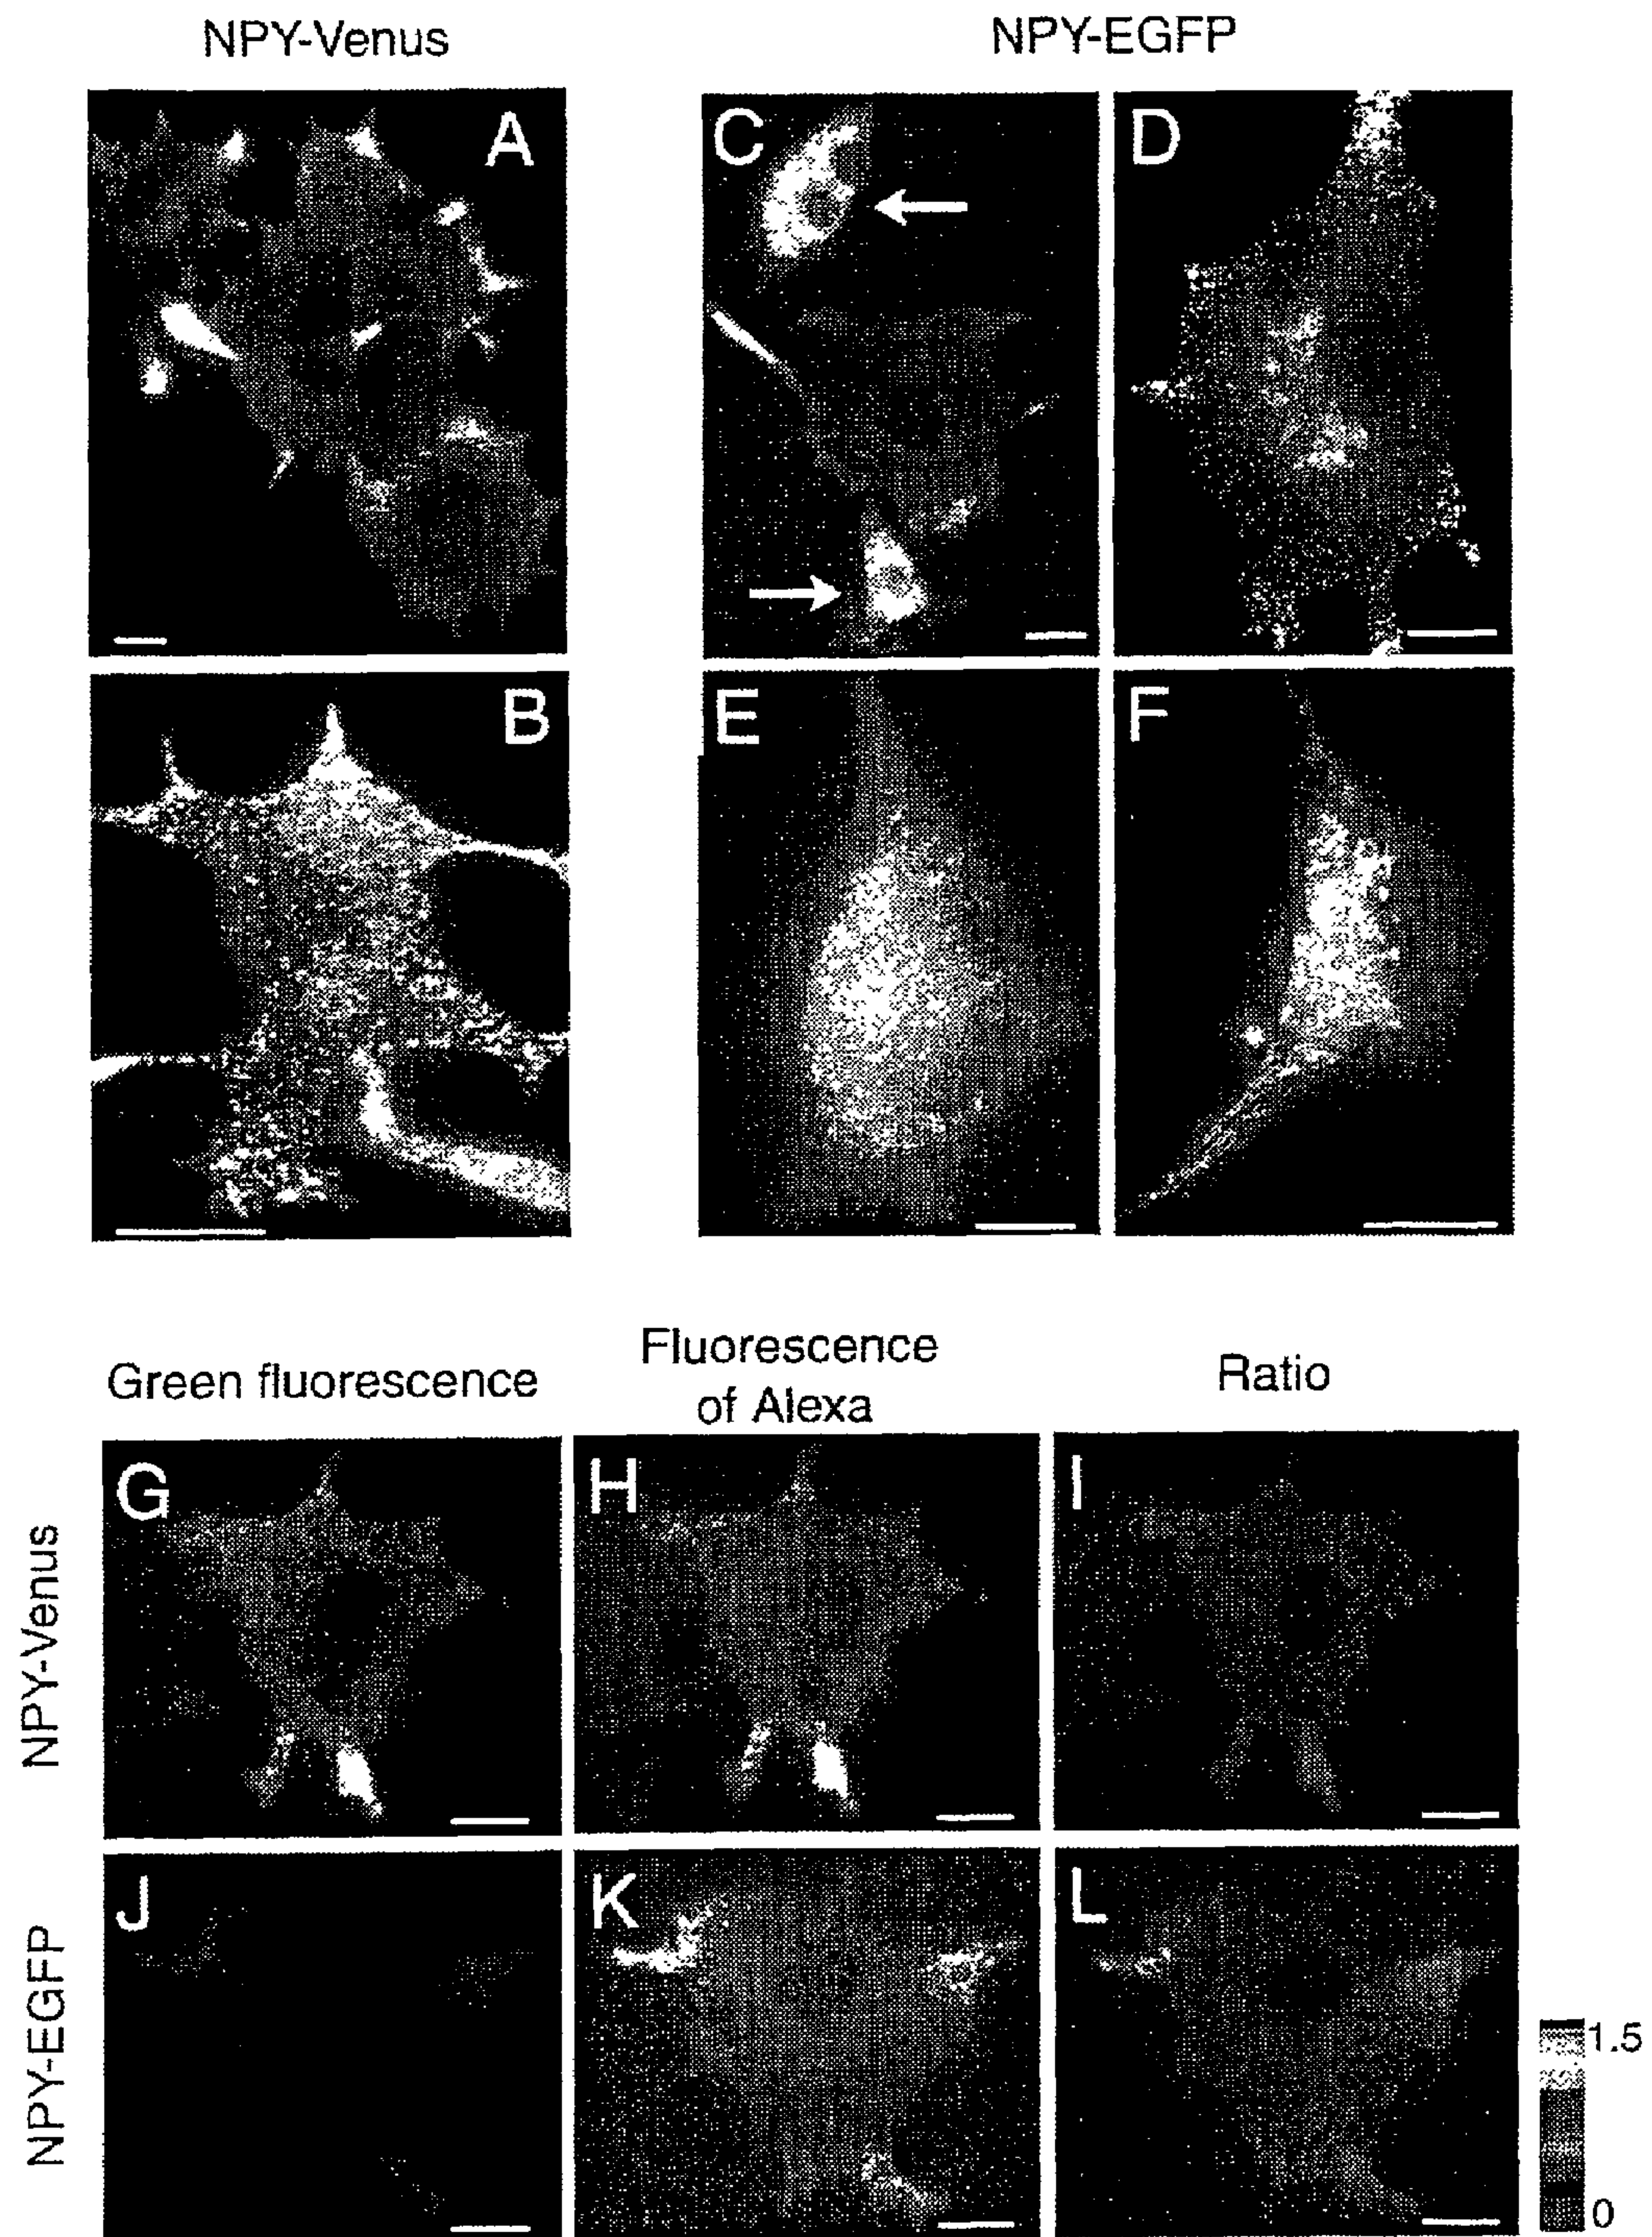 NPY-Venus
NPY-EGFP
A
C
D
B
E
F
Green fluorescence
Fluorescence
of Alexa
Ratio
NPY-Venus
G
H
I
NPY-EGFP
J
K
L
1.5
0